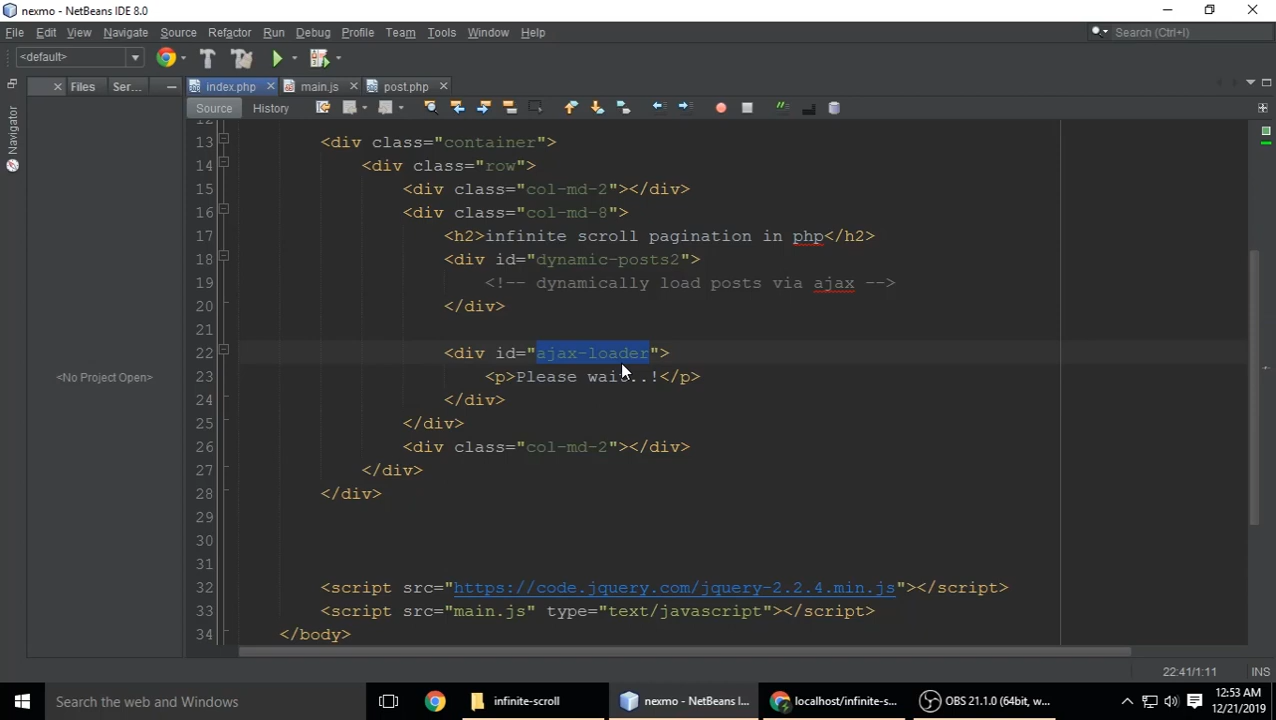 nexmo - NetBeans IDE 8.0
File Edit View Navigate Source Refactor Run Debug Profile Team Tools Window Help
Search (Ctrl+I)
<default>
Files Ser... index.php main.js post.php
Source History
Navigator
<No Project Open>
12
13 <div class="container">
14 <div class="row">
15 <div class="col-md-2"></div>
16 <div class="col-md-8">
17 <h2>infinite scroll pagination in php</h2>
18 <div id="dynamic-posts2">
19 <!-- dynamically load posts via ajax -->
20 </div>
21
22 <div id="ajax-loader">
23 <p>Please wait..!</p>
24 </div>
25 </div>
26 <div class="col-md-2"></div>
27 </div>
28 </div>
29
30
31
32 <script src="https://code.jquery.com/jquery-2.2.4.min.js"></script>
33 <script src="main.js" type="text/javascript"></script>
34 </body>
22:41/1:11 INS
Search the web and Windows
infinite-scroll
nexmo - NetBeans I...
localhost/infinite-s...
OBS 21.1.0 (64bit, w...
12:53 AM
12/21/2019